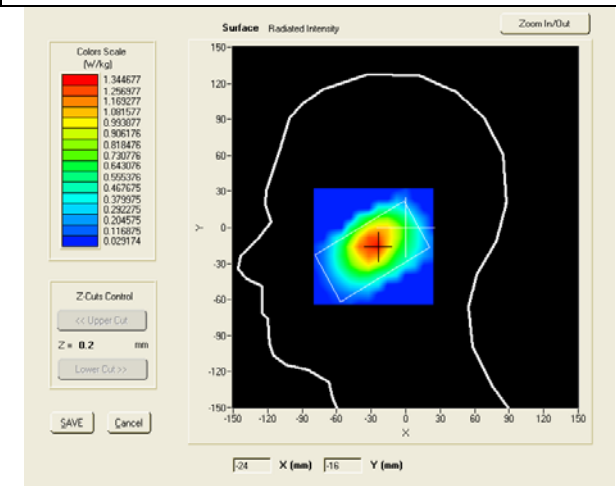 Surface Radiated Intensity
Zoom In/Out
Colors Scale
(W/kg)
1.344677
1.256977
1.169277
1.081577
0.993877
0.906176
0.818476
0.730776
0.643076
0.555376
0.467675
0.379975
0.292275
0.204575
0.116875
0.029174
150
120
90
60
30
0
-30
-60
-90
-120
-150
Y
-150 -120 -90 -60 -30 0 30 60 90 120 150
X
Z-Cuts Control
<< Upper Cut
Z = 0.2 mm
Lower Cut >>
SAVE Cancel
-24 X (mm) -16 Y (mm)